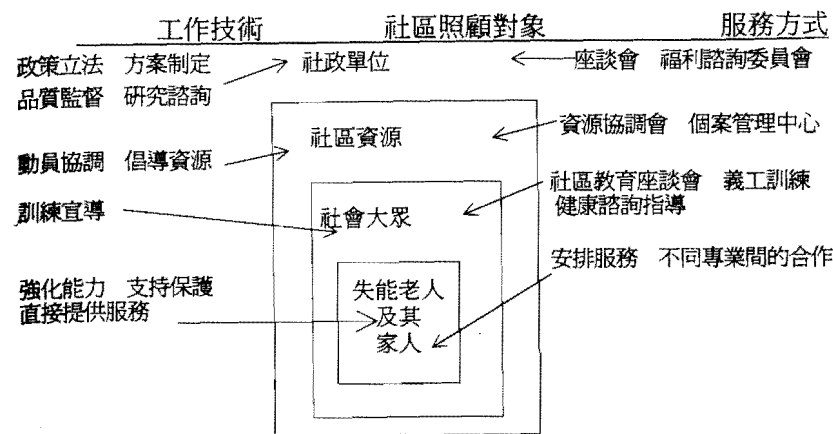 工作技術 社區照顧對象 服務方式
政策立法 方案制定 社政單位 座談會 福利諮詢委員會
品質監督 研究諮詢
資源協調會 個案管理中心
社區資源
動員協調 倡導資源
社區教育座談會 義工訓練
健康諮詢指導
訓練宣導 社會大眾
安排服務 不同專業間的合作
強化能力 支持保護 失能老人
直接提供服務 及其
家人